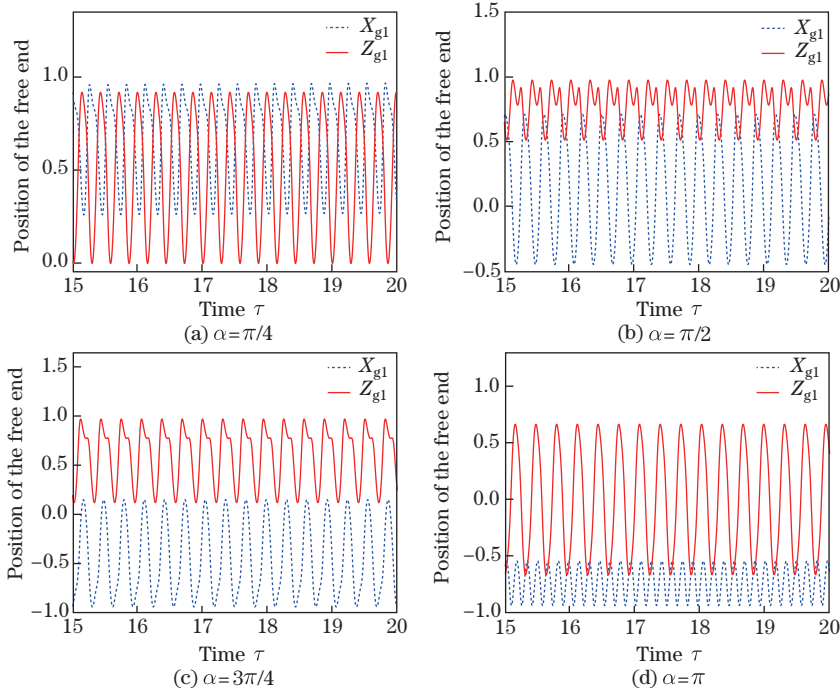 1.0
0.5
0.0
Position of the free end
X_g1
Z_g1
15 16 17 18 19 20
Time τ
(a) α=π/4
1.5
1.0
0.5
0.0
−0.5
Position of the free end
X_g1
Z_g1
15 16 17 18 19 20
Time τ
(b) α=π/2
1.5
1.0
0.5
0.0
−0.5
−1.0
Position of the free end
X_g1
Z_g1
15 16 17 18 19 20
Time τ
(c) α=3π/4
1.0
0.5
0.0
−0.5
−1.0
Position of the free end
X_g1
Z_g1
15 16 17 18 19 20
Time τ
(d) α=π